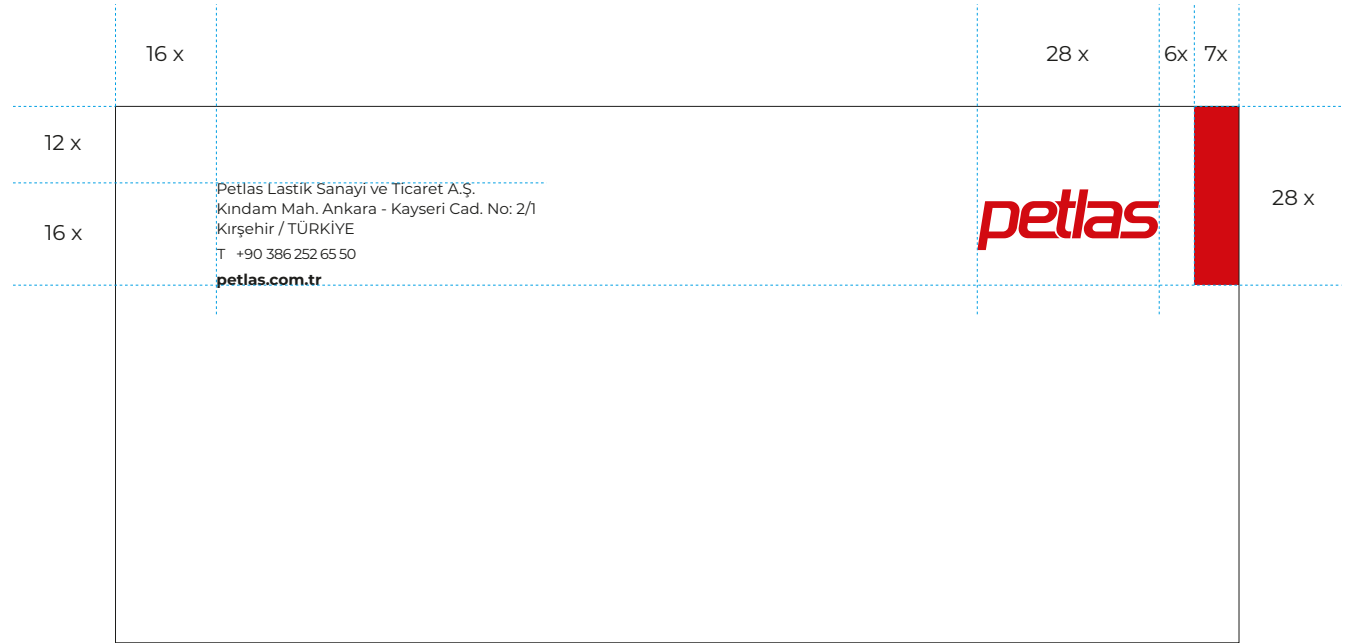 16 x
28 x
6x
7x
12 x
16 x
28 x
Petlas Lastik Sanayi ve Ticaret A.Ş.
Kındam Mah. Ankara - Kayseri Cad. No: 2/1
Kırşehir / TÜRKİYE
T +90 386 252 65 50
petlas.com.tr
petlas